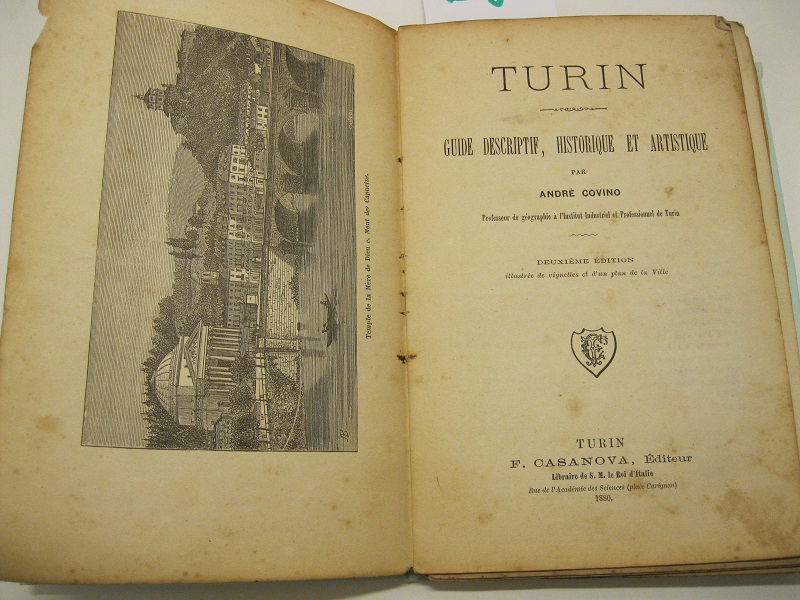 Temple de la Mère de Dieu e. Mont des Capucins.
TURIN
GUIDE DESCRIPTIF, HISTORIQUE ET ARTISTIQUE
PAR
ANDRÉ COVINO
Professeur de géographie à l'Institut Industriel et Professionnel de Turin
DEUXIÈME ÉDITION
illustrée de vignettes et d'un plan de la Ville
TURIN
F. CASANOVA, Éditeur
Libraire de S. M. le Roi d'Italie
Rue de l'Académie des Sciences (place Carignan)
1880.